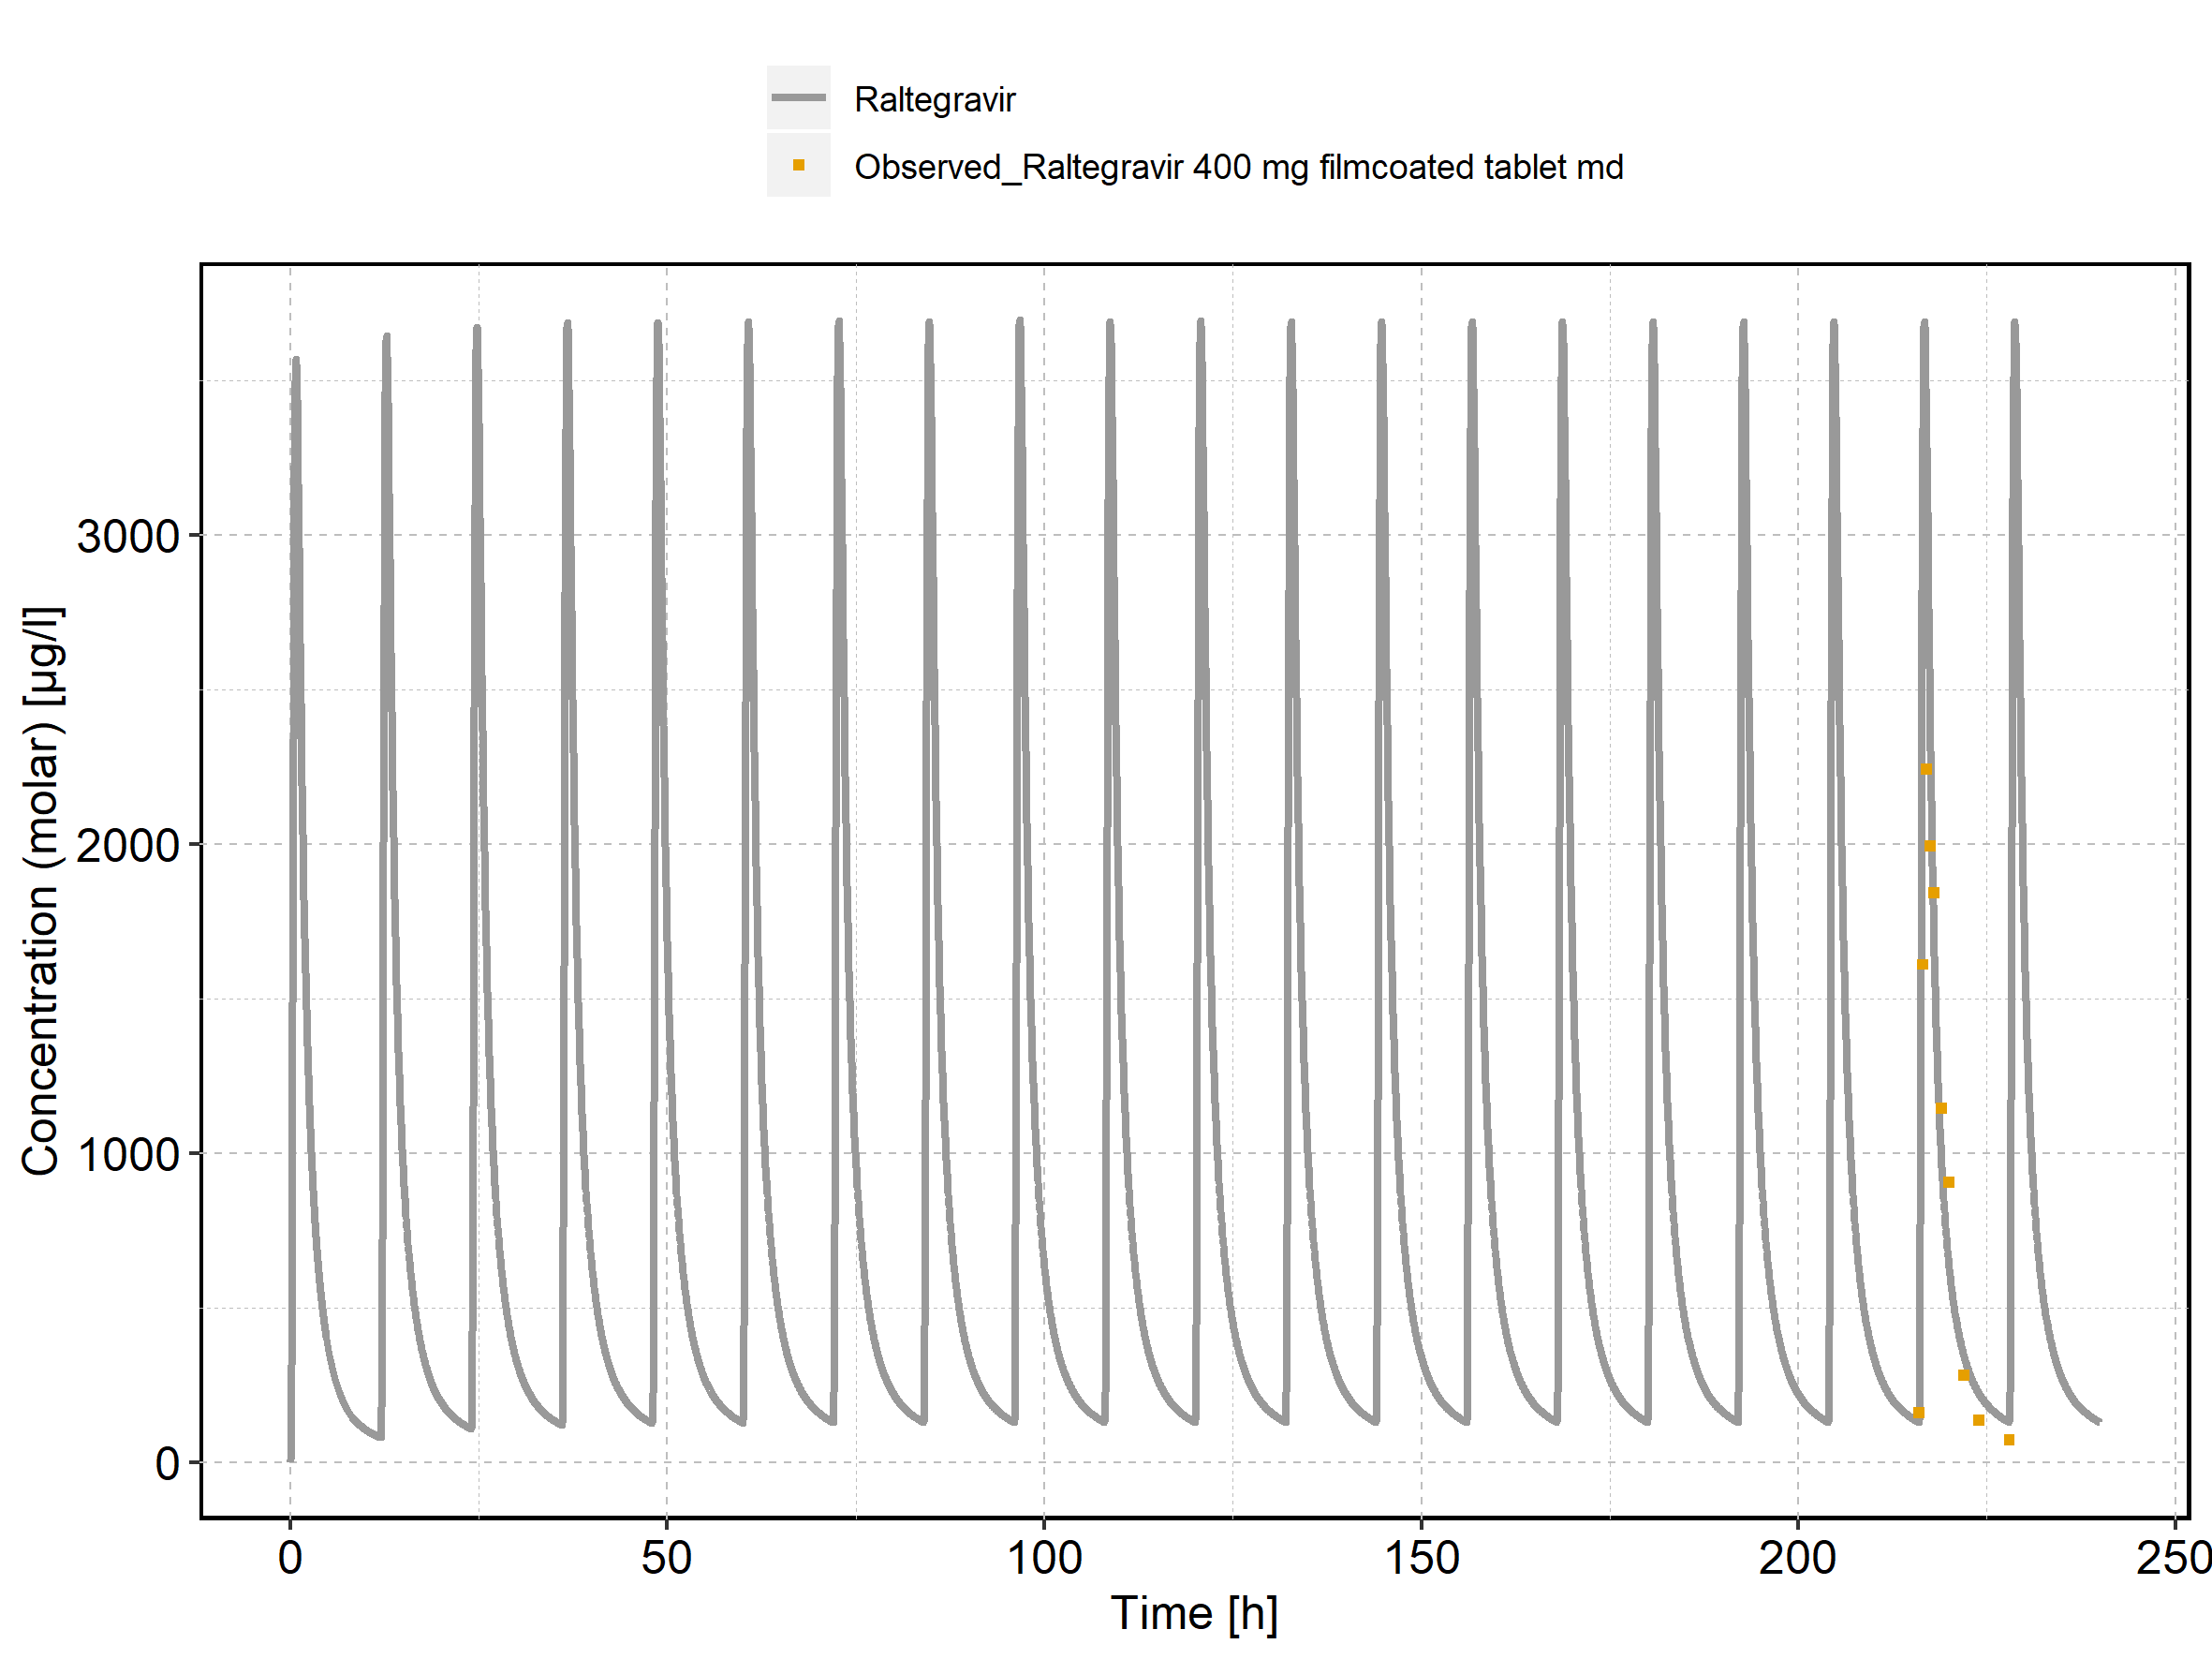 Raltegravir
Observed_Raltegravir 400 mg filmcoated tablet md
Concentration (molar) [µg/l]
3000
2000
1000
0
0 50 100 150 200 250
Time [h]